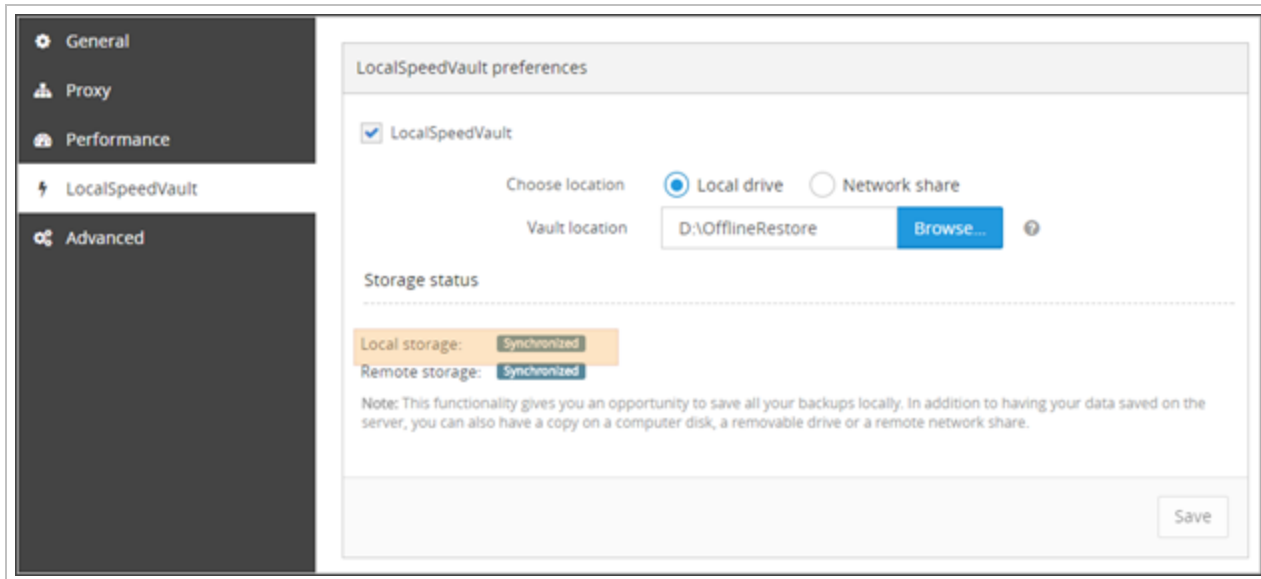 General
Proxy
Performance
LocalSpeedVault
Advanced
LocalSpeedVault preferences
LocalSpeedVault
Choose location Local drive Network share
Vault location D:\OfflineRestore Browse... ?
Storage status
Local storage: Synchronized
Remote storage: Synchronized
Note: This functionality gives you an opportunity to save all your backups locally. In addition to having your data saved on the
server, you can also have a copy on a computer disk, a removable drive or a remote network share.
Save